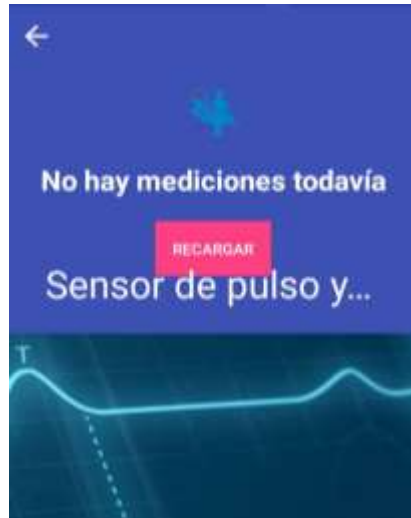 No hay mediciones todavía
RECARGAR
Sensor de pulso y...
T